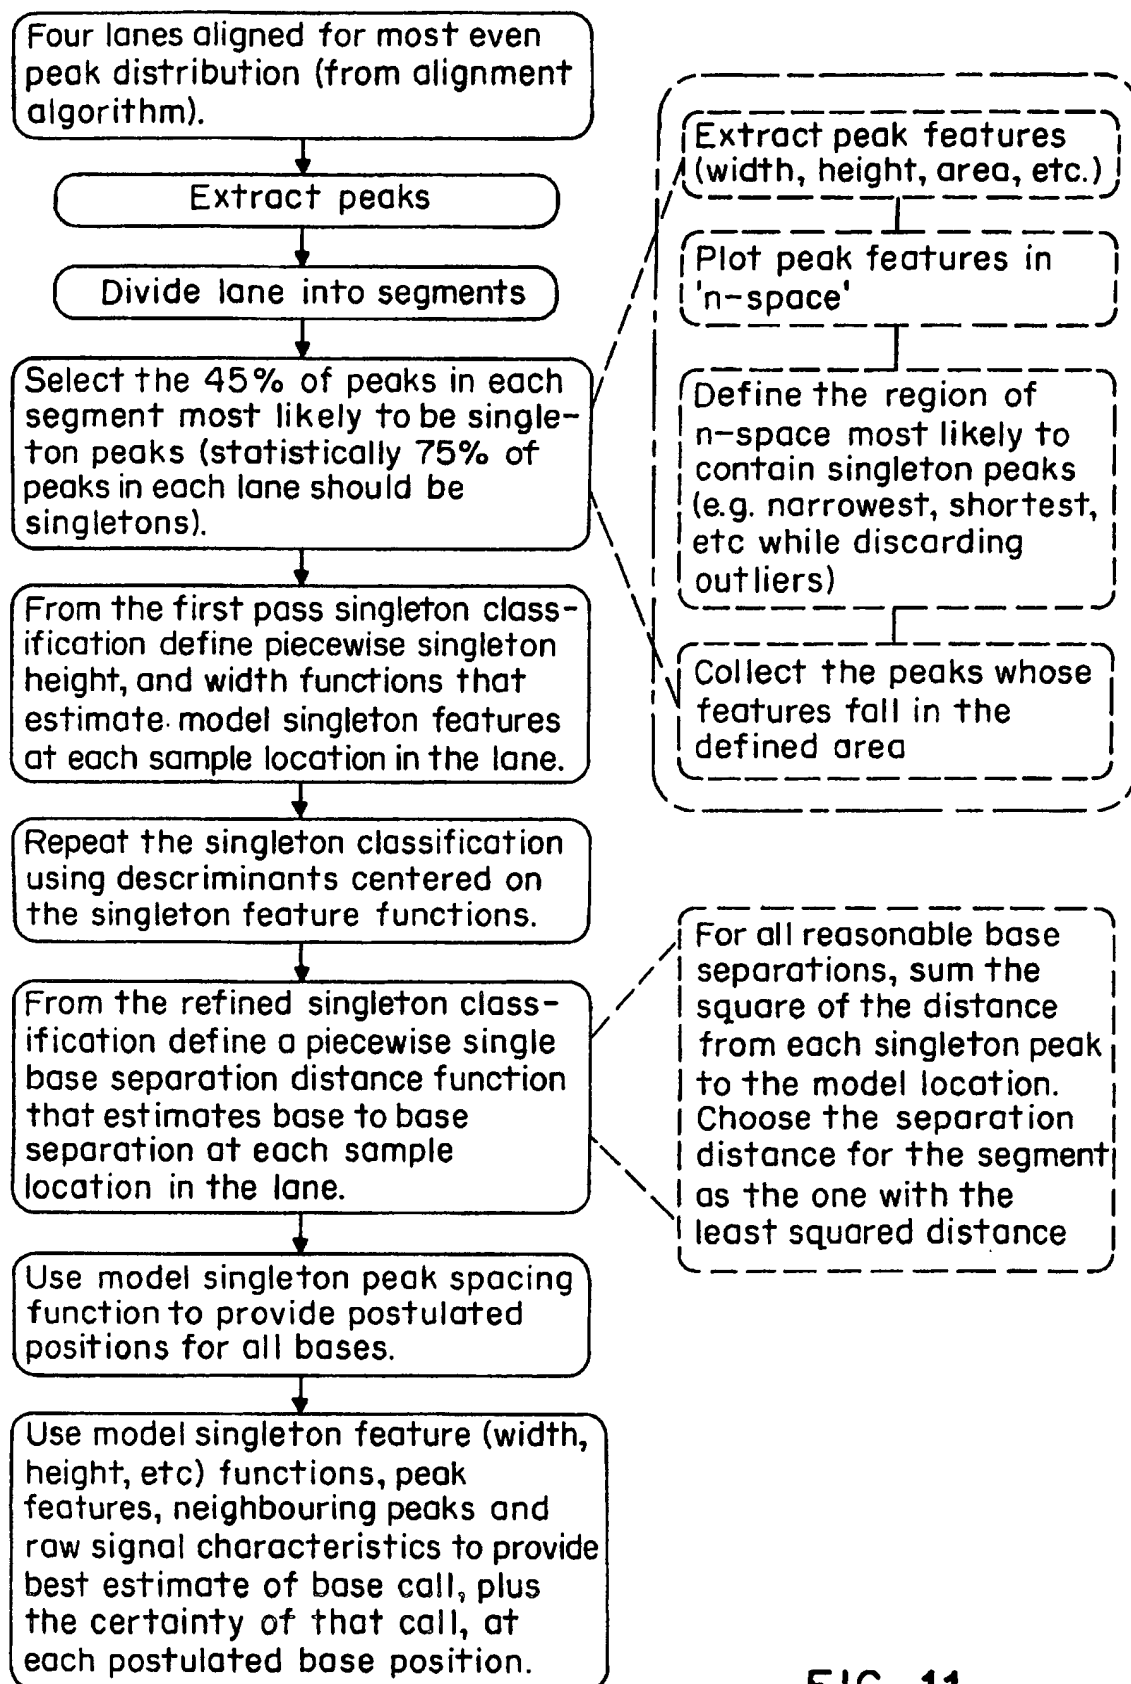 Four lanes aligned for most even
peak distribution (from alignment
algorithm).
Extract peaks
Divide lane into segments
Select the 45% of peaks in each
segment most likely to be single-
ton peaks (statistically 75% of
peaks in each lane should be
singletons).
From the first pass singleton class-
ification define piecewise singleton
height, and width functions that
estimate model singleton features
at each sample location in the lane.
Repeat the singleton classification
using descriminants centered on
the singleton feature functions.
From the refined singleton class-
ification define a piecewise single
base separation distance function
that estimates base to base
separation at each sample
location in the lane.
Use model singleton peak spacing
function to provide postulated
positions for all bases.
Use model singleton feature (width,
height, etc) functions, peak
features, neighbouring peaks and
raw signal characteristics to provide
best estimate of base call, plus
the certainty of that call, at
each postulated base position.
Extract peak features
(width, height, area, etc.)
Plot peak features in
'n-space'
Define the region of
n-space most likely to
contain singleton peaks
(e.g. narrowest, shortest,
etc while discarding
outliers)
Collect the peaks whose
features fall in the
defined area
For all reasonable base
separations, sum the
square of the distance
from each singleton peak
to the model location.
Choose the separation
distance for the segment
as the one with the
least squared distance
FIG. 11